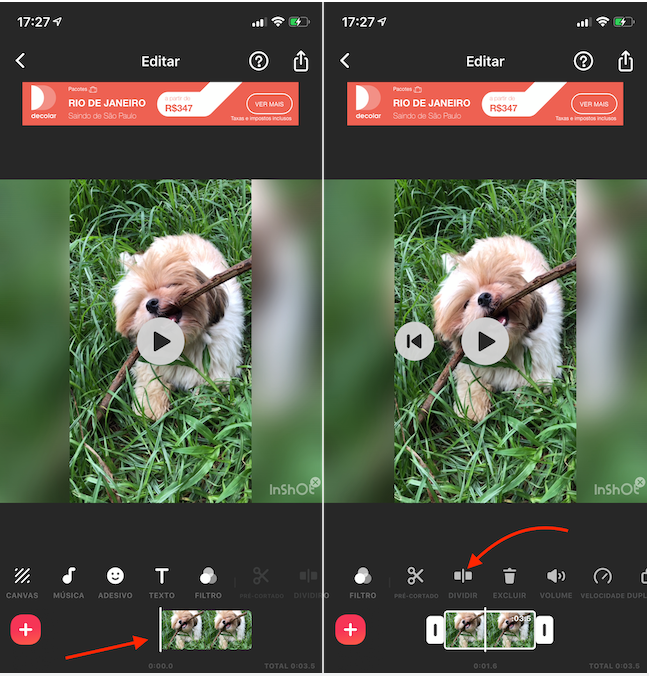 17:27
Editar
decolar
Pacotes
RIO DE JANEIRO
Saindo de São Paulo
a partir de
R$347
VER MAIS
Taxas e impostos inclusos
InShOt
CANVAS
MÚSICA
ADESIVO
TEXTO
FILTRO
PRÉ-CORTADO
DIVIDIR
0:00.0
TOTAL 0:03.5
17:27
Editar
decolar
Pacotes
RIO DE JANEIRO
Saindo de São Paulo
a partir de
R$347
VER MAIS
Taxas e impostos inclusos
InShOt
FILTRO
PRÉ-CORTADO
DIVIDIR
EXCLUIR
VOLUME
VELOCIDADE
DUPL
:03.5
0:01.6
TOTAL 0:03.5